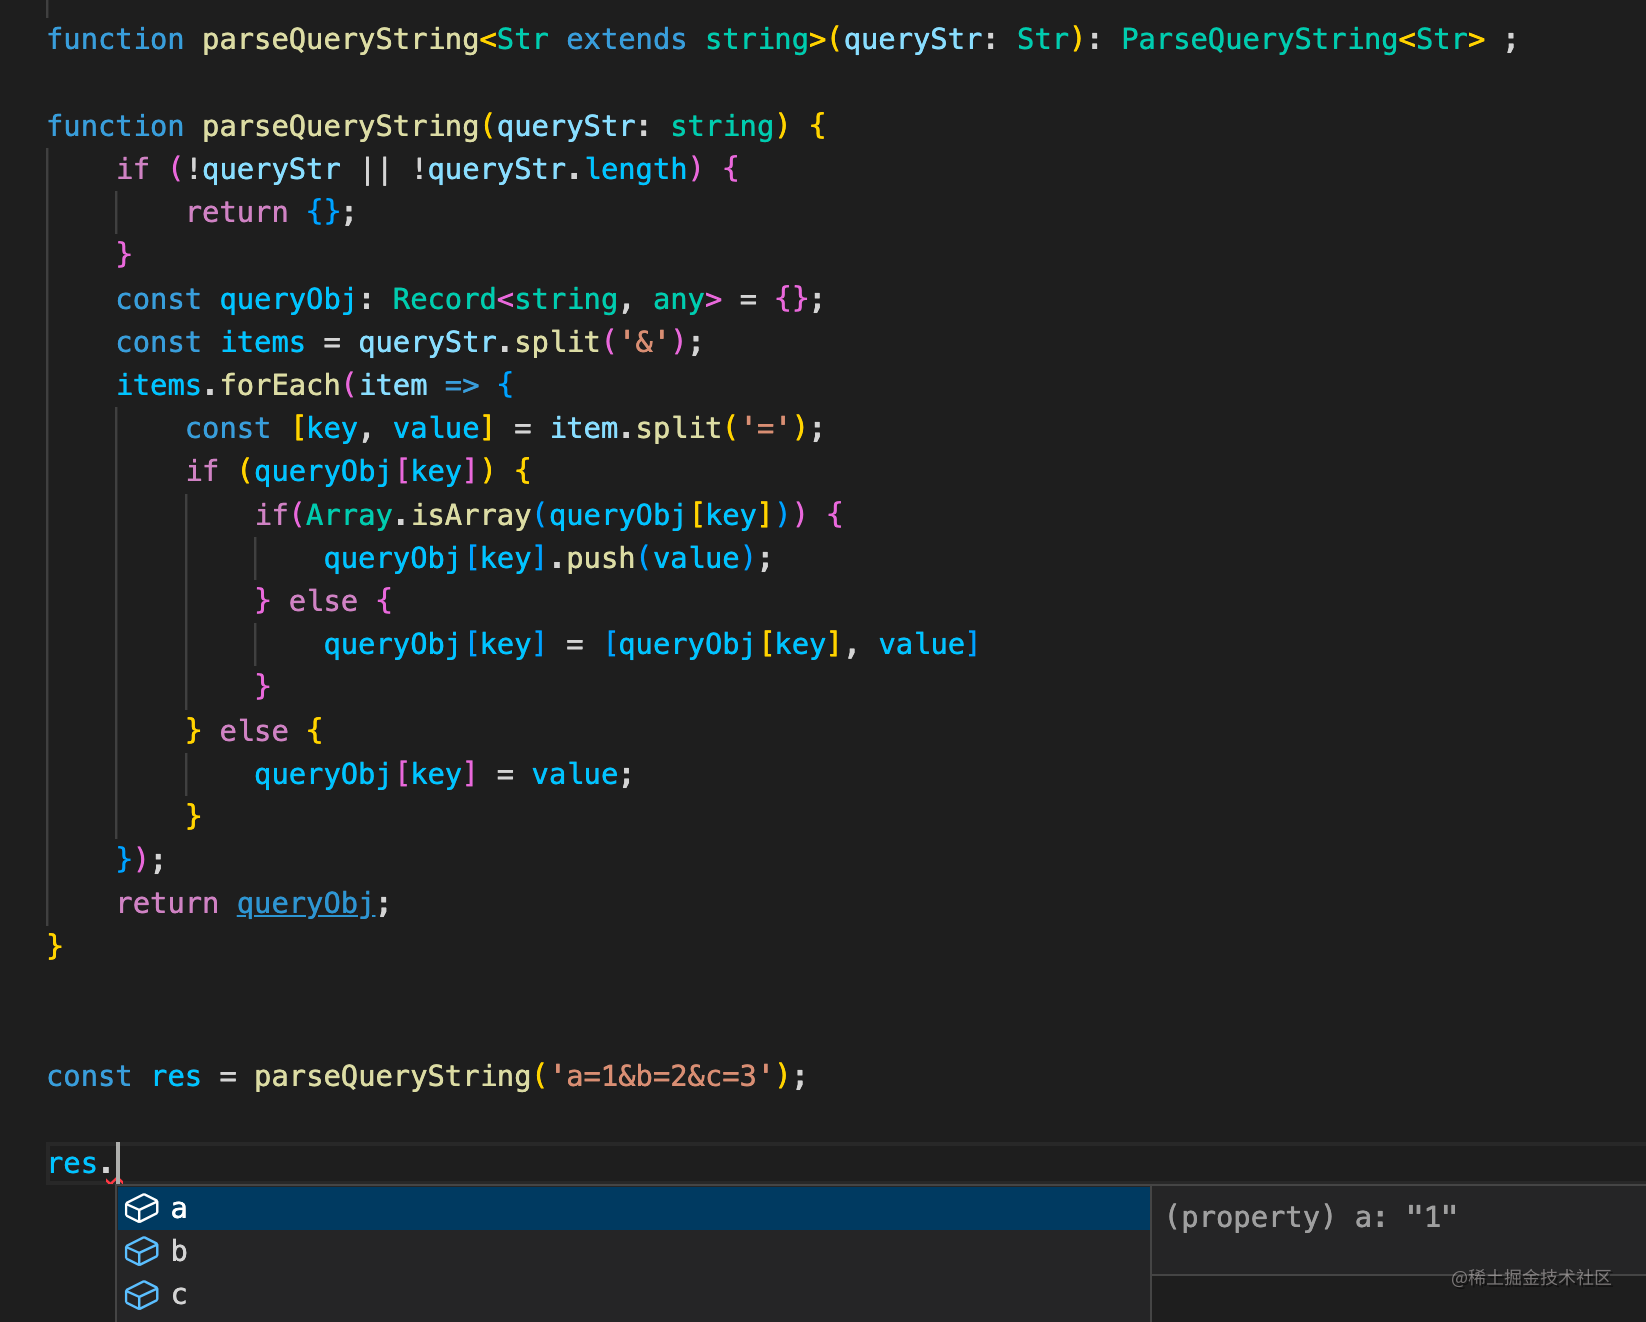 function parseQueryString<Str extends string>(queryStr: Str): ParseQueryString<Str> ;
function parseQueryString(queryStr: string) {
if (!queryStr || !queryStr.length) {
return {};
}
const queryObj: Record<string, any> = {};
const items = queryStr.split('&');
items.forEach(item => {
const [key, value] = item.split('=');
if (queryObj[key]) {
if(Array.isArray(queryObj[key])) {
queryObj[key].push(value);
} else {
queryObj[key] = [queryObj[key], value]
}
} else {
queryObj[key] = value;
}
});
return queryObj;
}
const res = parseQueryString('a=1&b=2&c=3');
res.
a
(property) a: "1"
b
c
@稀土掘金技术社区